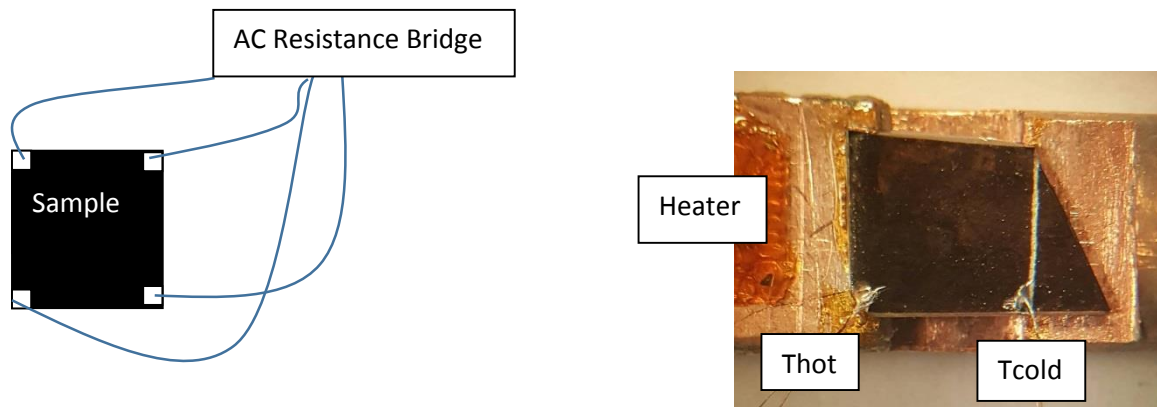 AC Resistance Bridge
Sample
Heater
Thot
Tcold